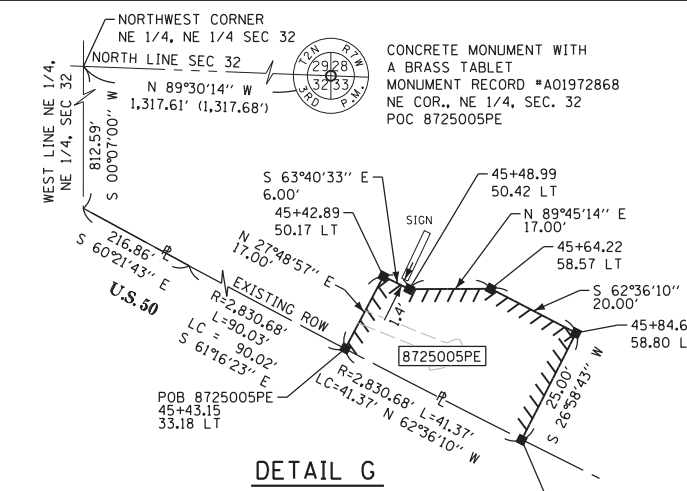 NORTHWEST CORNER
NE 1/4, NE 1/4 SEC 32
NORTH LINE SEC 32
N 89°30'14'' W
1,317.61' (1,317.68')
T2N R7W
29 28
32 33
3RD P.M.
CONCRETE MONUMENT WITH
A BRASS TABLET
MONUMENT RECORD #A01972868
NE COR., NE 1/4, SEC. 32
POC 8725005PE
WEST LINE NE 1/4,
NE 1/4, SEC 32
812.59'
S 00°07'00'' W
216.86'
S 60°21'43'' E
U.S. 50
EXISTING ROW
R=2,830.68'
L=90.03'
LC = 90.02'
S 61°16'23'' E
S 63°40'33'' E
6.00'
45+42.89
50.17 LT
N 27°48'57'' E
17.00'
SIGN
1.4'
45+48.99
50.42 LT
N 89°45'14'' E
17.00'
45+64.22
58.57 LT
S 62°36'10''
20.00'
45+84.6
58.80 L
8725005PE
25.00'
S 26°58'43'' W
R=2,830.68' L=41.37'
LC=41.37' N 62°36'10'' W
POB 8725005PE
45+43.15
33.18 LT
DETAIL G